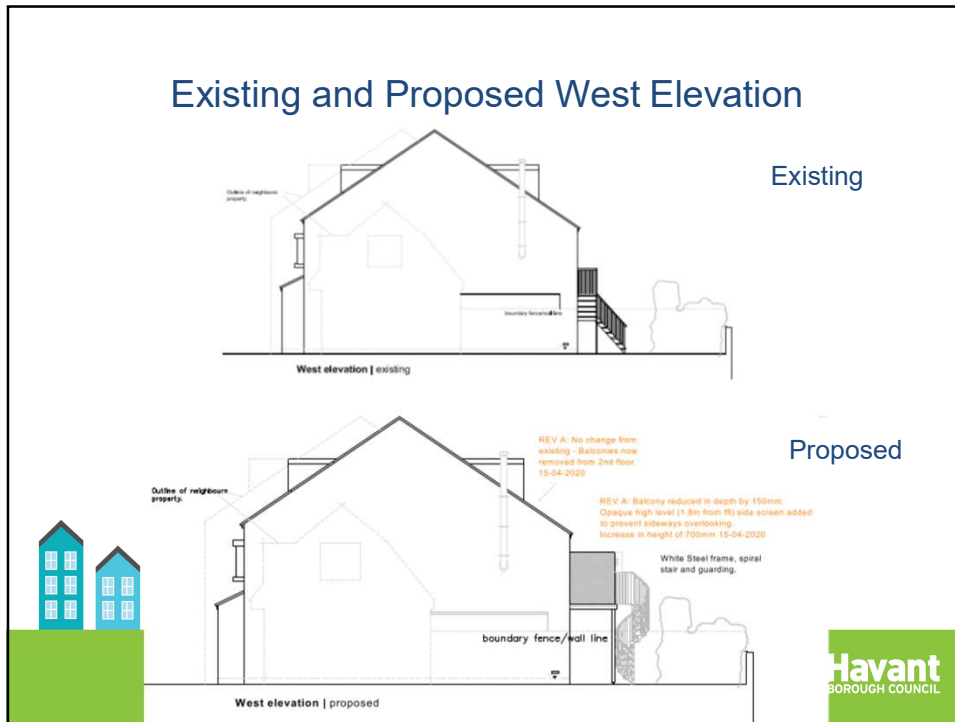 Existing and Proposed West Elevation
Existing
Outline of neighbours
property.
boundary fence/wall line
West elevation | existing
Proposed
REV A: No change from
existing - Balconies now
removed from 2nd floor.
15-04-2020
Outline of neighbours
property.
REV A: Balcony reduced in depth by 150mm
Opaque high level (1.8m from ffl) side screen added
to prevent sideways overlooking.
Increase in height of 700mm 15-04-2020
White Steel frame, spiral
stair and guarding.
boundary fence/wall line
West elevation | proposed
Havant
BOROUGH COUNCIL